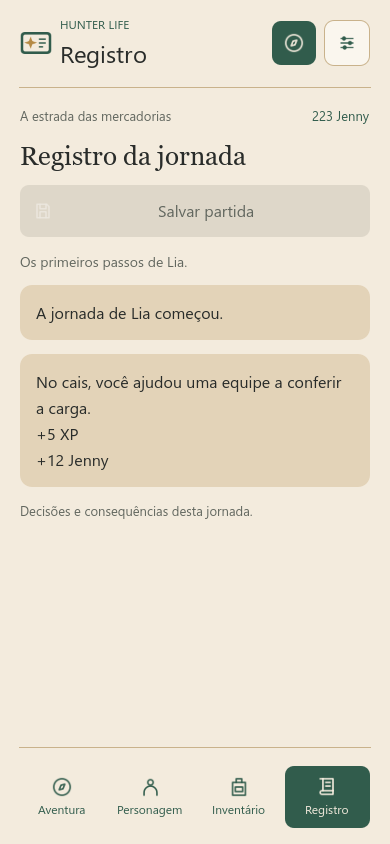 HUNTER LIFE
Registro
A estrada das mercadorias
223 Jenny
Registro da jornada
Salvar partida
Os primeiros passos de Lia.
A jornada de Lia começou.
No cais, você ajudou uma equipe a conferir
a carga.
+5 XP
+12 Jenny
Decisões e consequências desta jornada.
Aventura
Personagem
Inventário
Registro